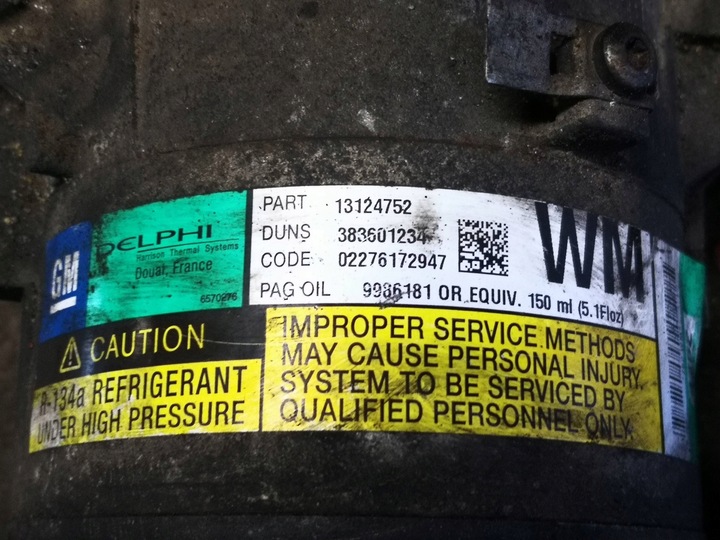 GM
DELPHI
Harrison Thermal Systems
Douai, France
6570276
PART 13124752
DUNS 383601234
CODE 02276172947
PAG OIL 9986181 OR EQUIV. 150 ml (5.1Floz)
WM
CAUTION
R-134a REFRIGERANT
UNDER HIGH PRESSURE
IMPROPER SERVICE METHODS
MAY CAUSE PERSONAL INJURY.
SYSTEM TO BE SERVICED BY
QUALIFIED PERSONNEL ONLY.